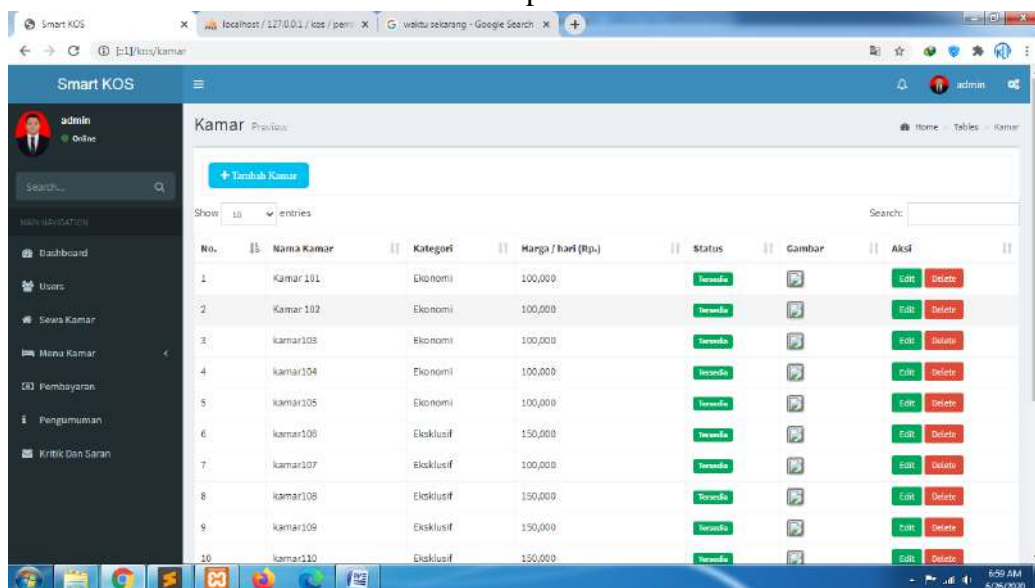 Smart KOS
localhost / 127.0.0.1 / kos /
waktu sekarang - Google Search
[::1]/kos/kamar
Smart KOS
admin
admin
Online
Kamar Preview
Home
Tables
Kamar
Search...
+ Tambah Kamar
MAIN NAVIGATION
Dashboard
Users
Sewa Kamar
Menu Kamar
Pembayaran
Pengumuman
Kritik Dan Saran
Show 10 entries
Search:
No. Nama Kamar Kategori Harga / hari (Rp.) Status Gambar Aksi
1 Kamar 101 Ekonomi 100,000 Tersedia Edit Delete
2 Kamar 102 Ekonomi 100,000 Tersedia Edit Delete
3 kamar103 Ekonomi 100,000 Tersedia Edit Delete
4 kamar104 Ekonomi 100,000 Tersedia Edit Delete
5 kamar105 Ekonomi 100,000 Tersedia Edit Delete
6 kamar106 Eksklusif 150,000 Tersedia Edit Delete
7 kamar107 Eksklusif 100,000 Tersedia Edit Delete
8 kamar108 Eksklusif 150,000 Tersedia Edit Delete
9 kamar109 Eksklusif 150,000 Tersedia Edit Delete
10 kamar110 Eksklusif 150,000 Tersedia Edit Delete
6:59 AM